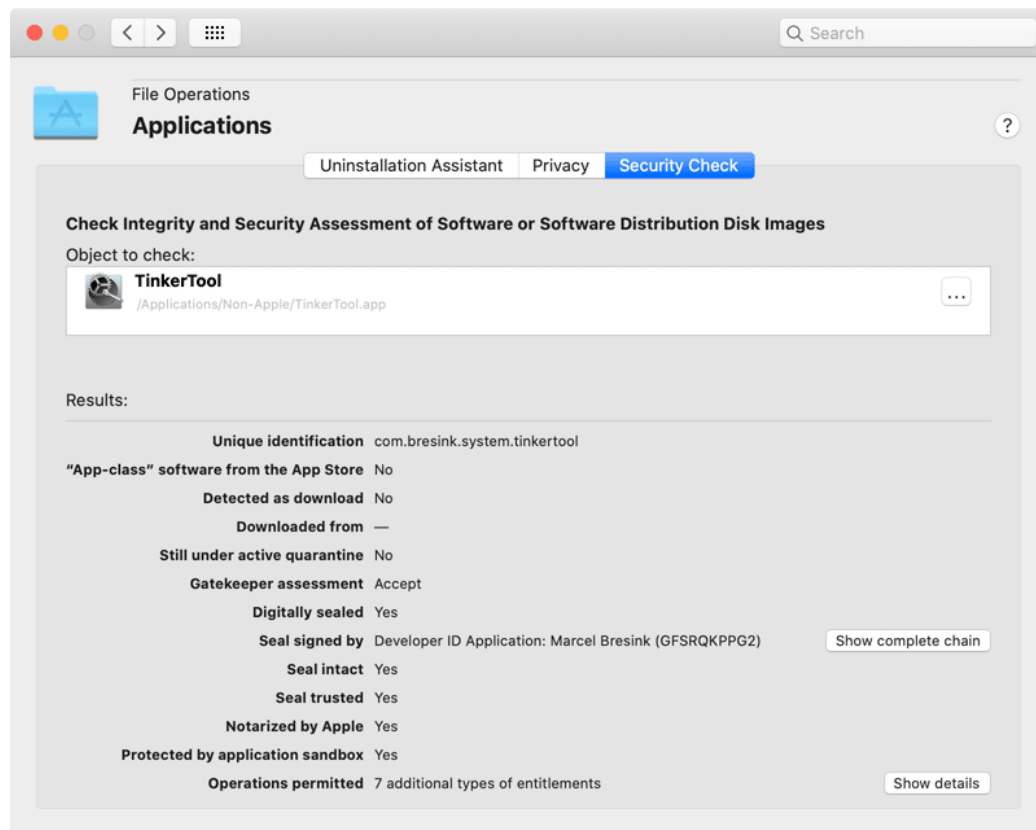 Search
File Operations
Applications
?
Uninstallation Assistant Privacy Security Check
Check Integrity and Security Assessment of Software or Software Distribution Disk Images
Object to check:
TinkerTool
/Applications/Non-Apple/TinkerTool.app
...
Results:
Unique identification com.bresink.system.tinkertool
“App-class” software from the App Store No
Detected as download No
Downloaded from —
Still under active quarantine No
Gatekeeper assessment Accept
Digitally sealed Yes
Seal signed by Developer ID Application: Marcel Bresink (GFSRQKPPG2) Show complete chain
Seal intact Yes
Seal trusted Yes
Notarized by Apple Yes
Protected by application sandbox Yes
Operations permitted 7 additional types of entitlements Show details